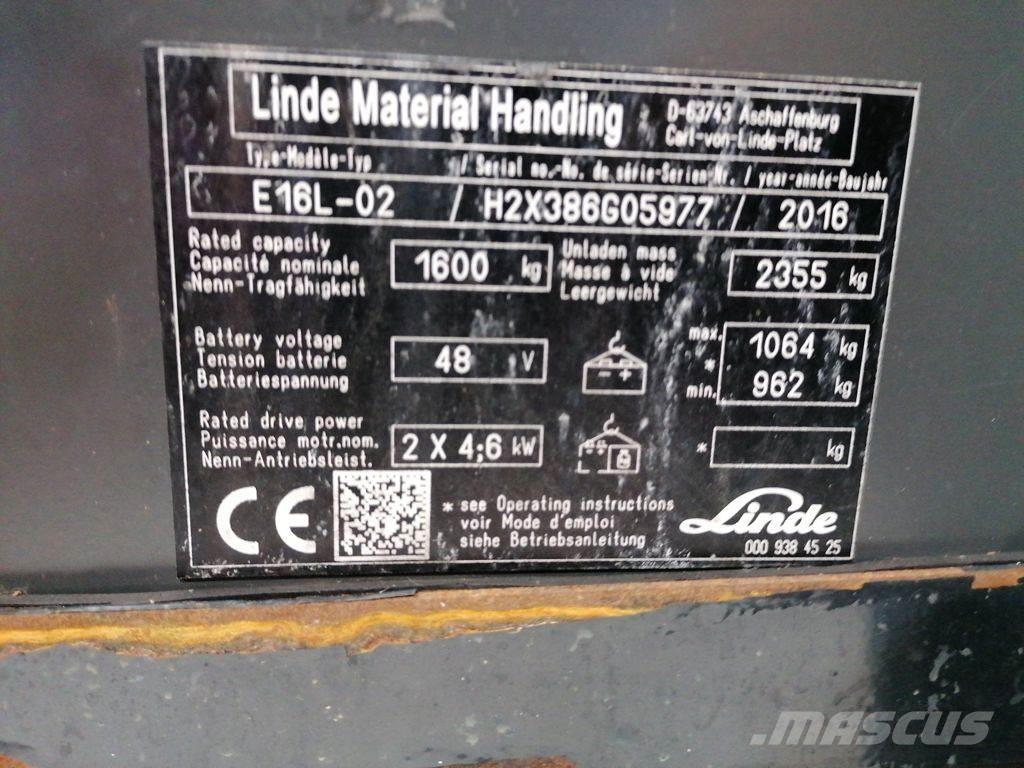 Linde Material Handling
D-63743 Aschaffenburg
Carl-von-Linde-Platz
Type-Modèle-Typ / Serial no.-No. de série-Serien-Nr. / year-année-Baujahr
E16L-02 / H2X386G05977 / 2016
Rated capacity
Capacité nominale
Nenn-Tragfähigkeit
1600 kg
Unladen mass
Masse à vide
Leergewicht
2355 kg
Battery voltage
Tension batterie
Batteriespannung
48 V
- +
max. 1064 kg
*
min. 962 kg
Rated drive power
Puissance motr.nom.
Nenn-Antriebsleist.
2 X 4;6 kW
* kg
CE
* see Operating instructions
voir Mode d'emploi
siehe Betriebsanleitung
Linde
000 938 45 25
MASCUS